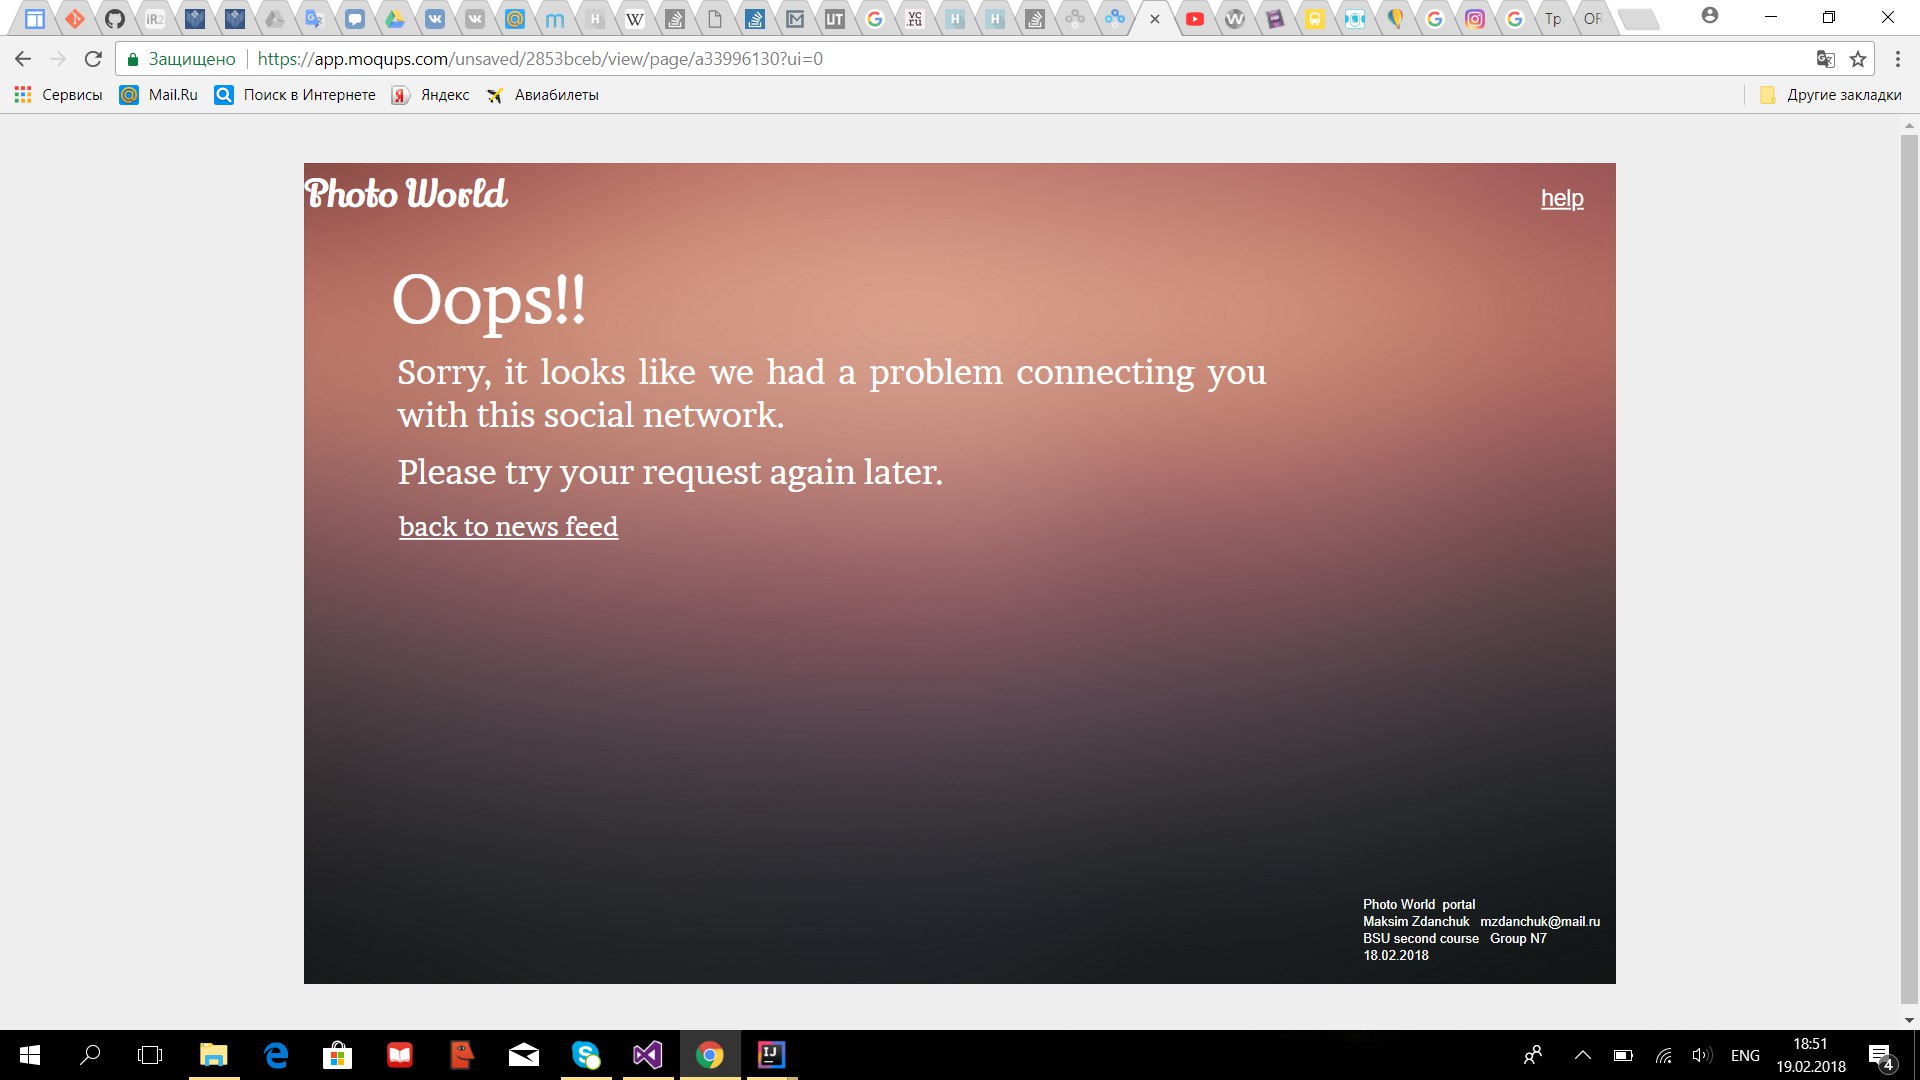 Защищено
https://app.moqups.com/unsaved/2853bceb/view/page/a33996130?ui=0
Сервисы
Mail.Ru
Поиск в Интернете
Яндекс
Авиабилеты
Другие закладки
Photo World
help
Oops!!
Sorry, it looks like we had a problem connecting you
with this social network.
Please try your request again later.
back to news feed
Photo World portal
Maksim Zdanchuk mzdanchuk@mail.ru
BSU second course Group N7
18.02.2018
ENG
18:51
19.02.2018
4